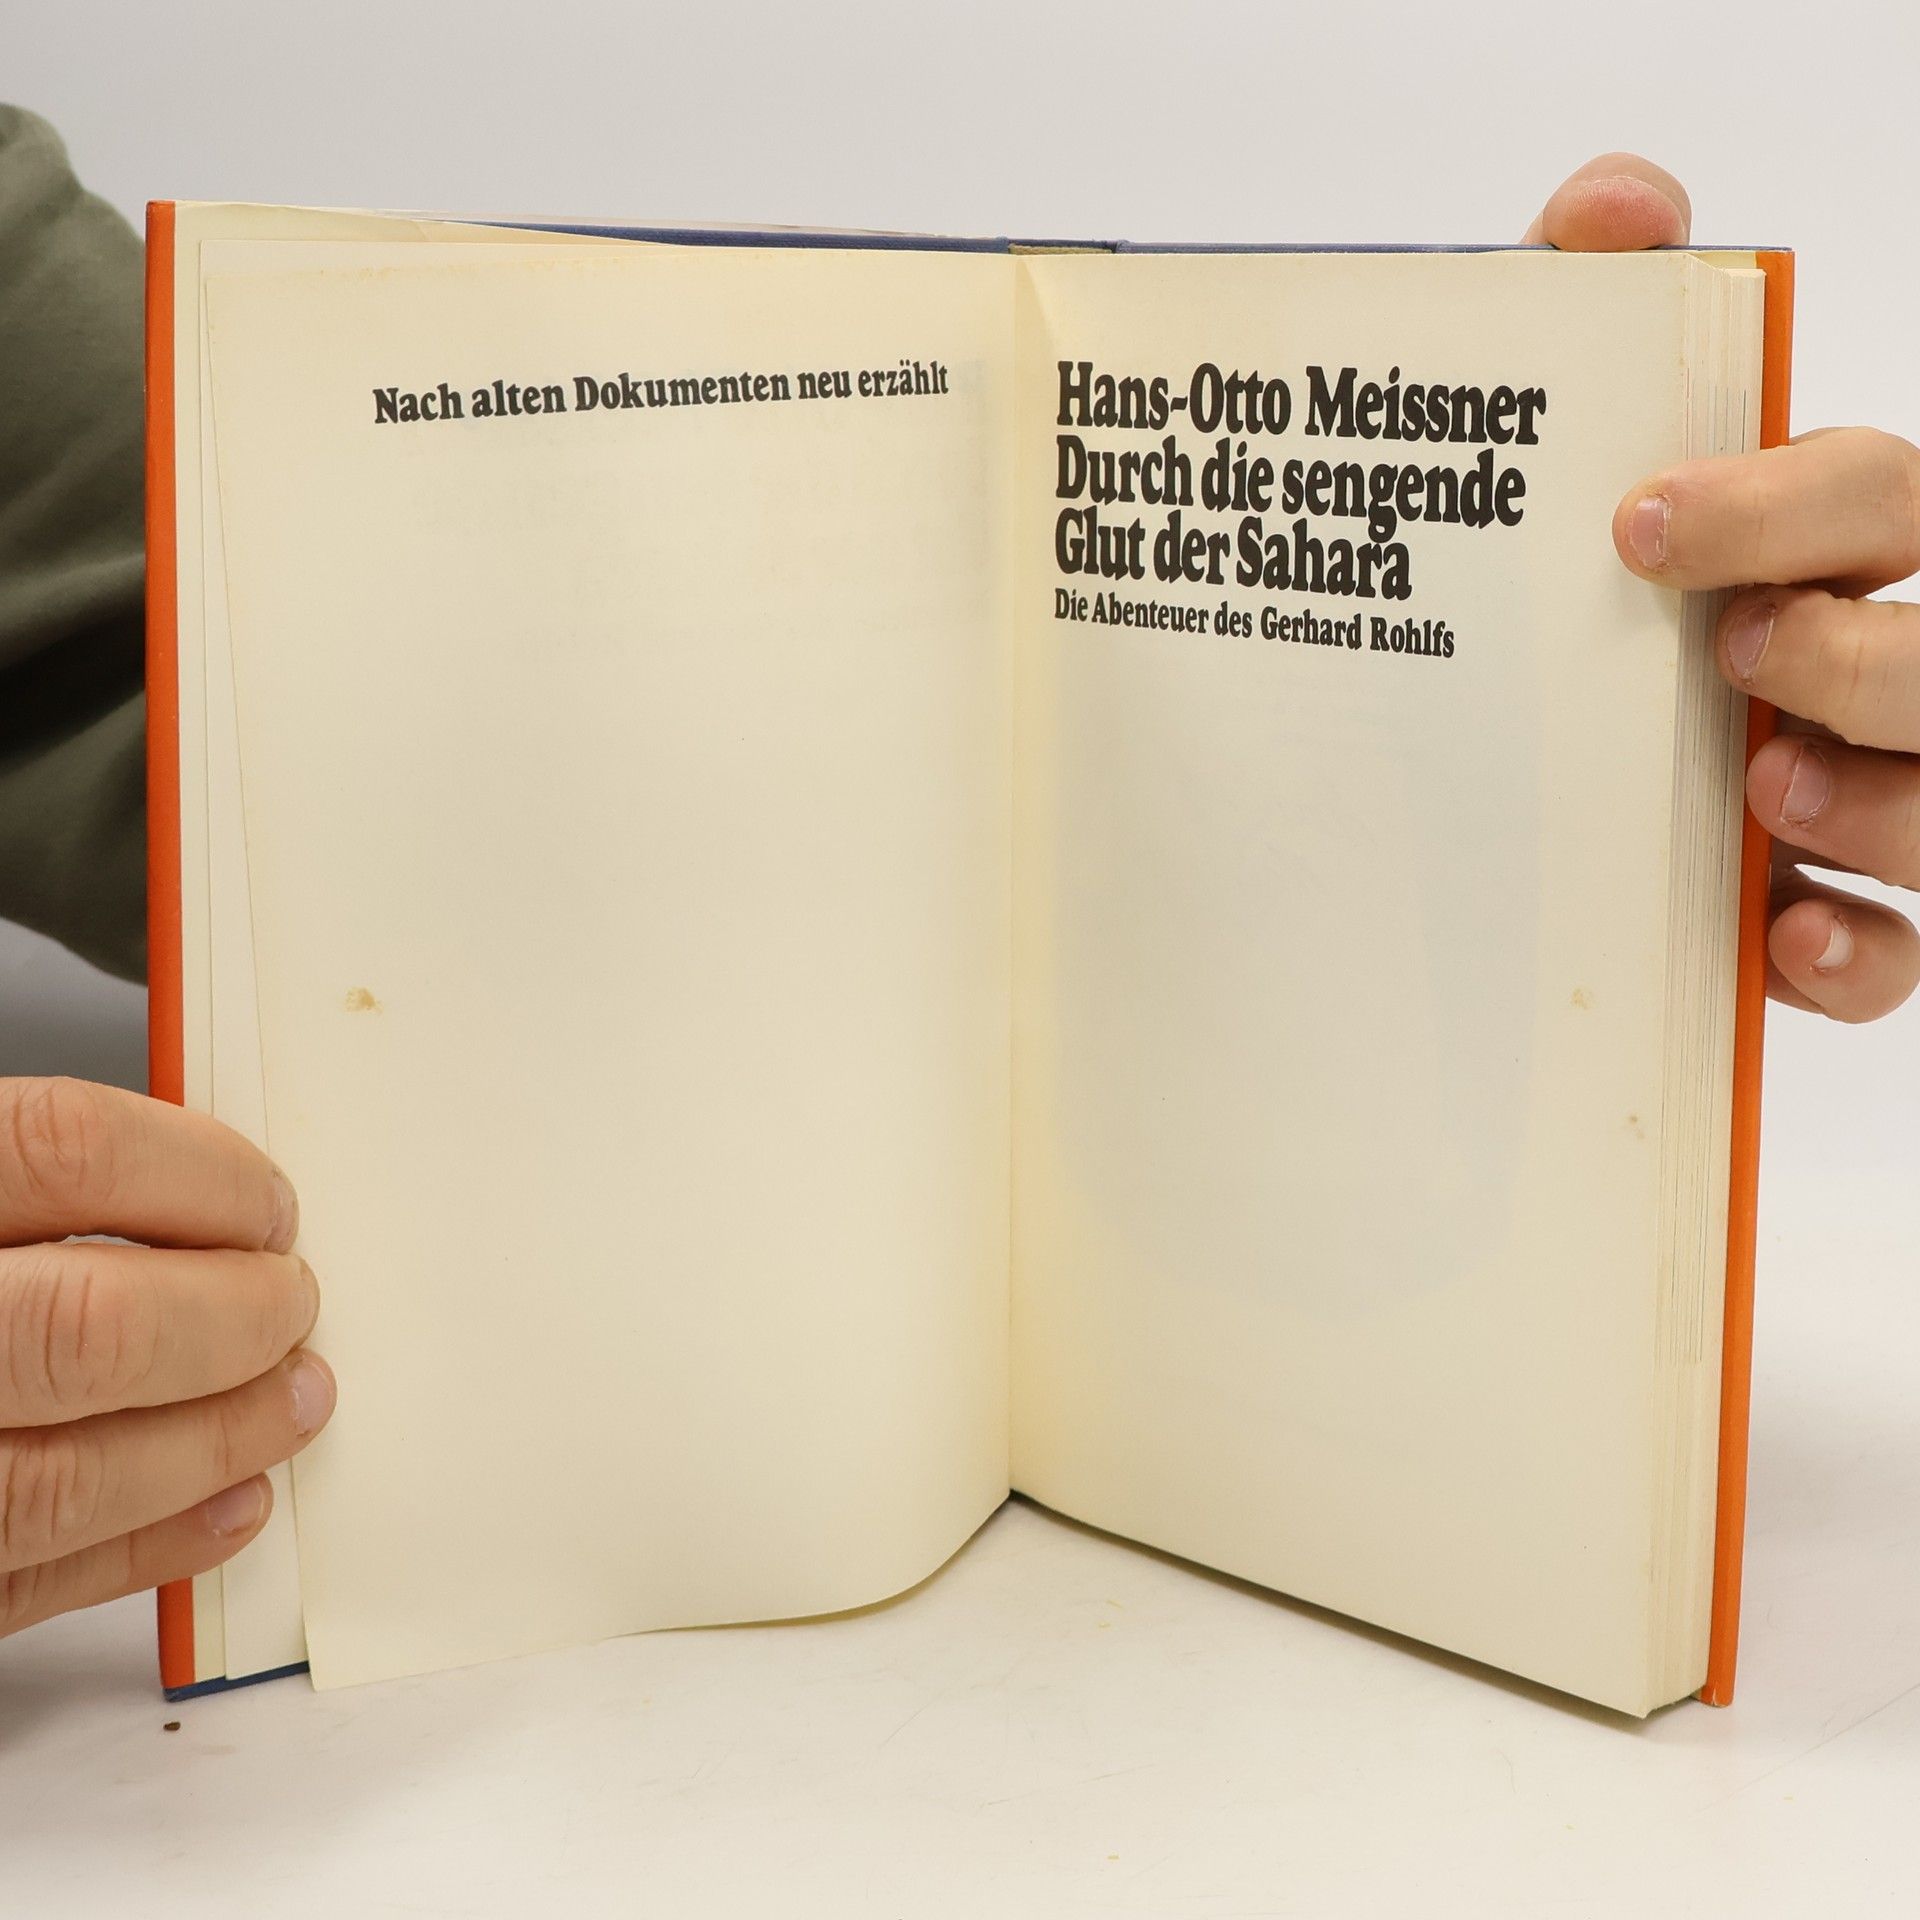 Nach alten Dokumenten neu erzählt
Hans-Otto Meissner
Durch die sengende
Glut der Sahara
Die Abenteuer des Gerhard Rohlfs